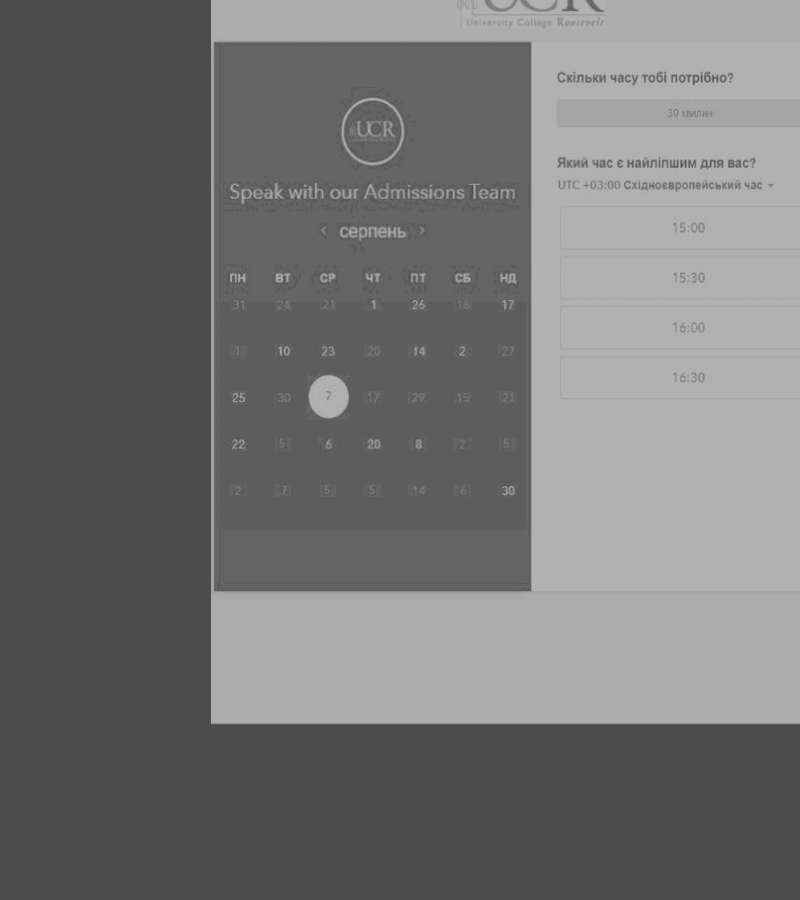 UCR
University College Roosevelt
UCR
Speak with our Admissions Team
‹ серпень ›
ПН ВТ СР ЧТ ПТ СБ НД
31 24 21 1 26 18 17
1 10 23 20 14 2 27
25 30 7 17 29 15 21
22 5 6 20 8 2 5
2 7 5 5 14 6 30
Скільки часу тобі потрібно?
30 хвилин
Який час є найліпшим для вас?
UTC +03:00 Східноєвропейський час
15:00
15:30
16:00
16:30